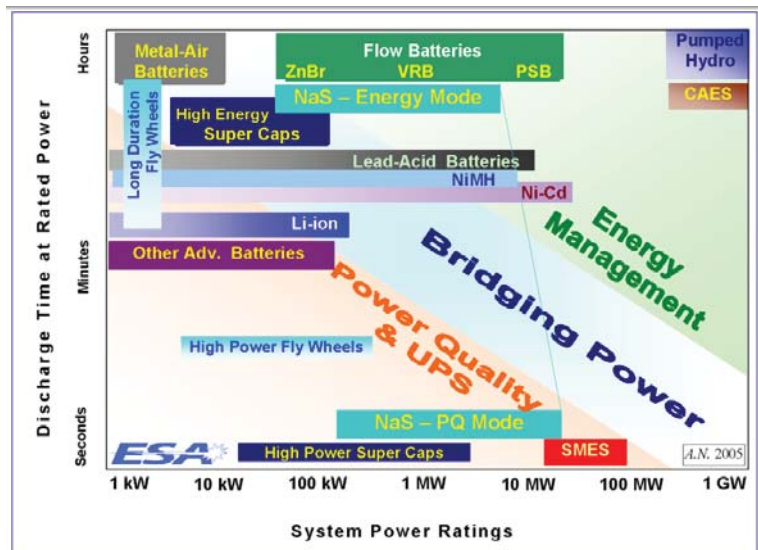 Discharge Time at Rated Power
Hours
Minutes
Seconds
Metal-Air
Batteries
Flow Batteries
ZnBr VRB PSB
Pumped
Hydro
CAES
NaS – Energy Mode
High Energy
Super Caps
Long Duration
Fly Wheels
Lead-Acid Batteries
NiMH
Ni-Cd
Li-ion
Other Adv. Batteries
Energy
Management
Bridging Power
Power Quality
& UPS
High Power Fly Wheels
NaS – PQ Mode
ESA
High Power Super Caps
SMES
A.N. 2005
1 kW 10 kW 100 kW 1 MW 10 MW 100 MW 1 GW
System Power Ratings